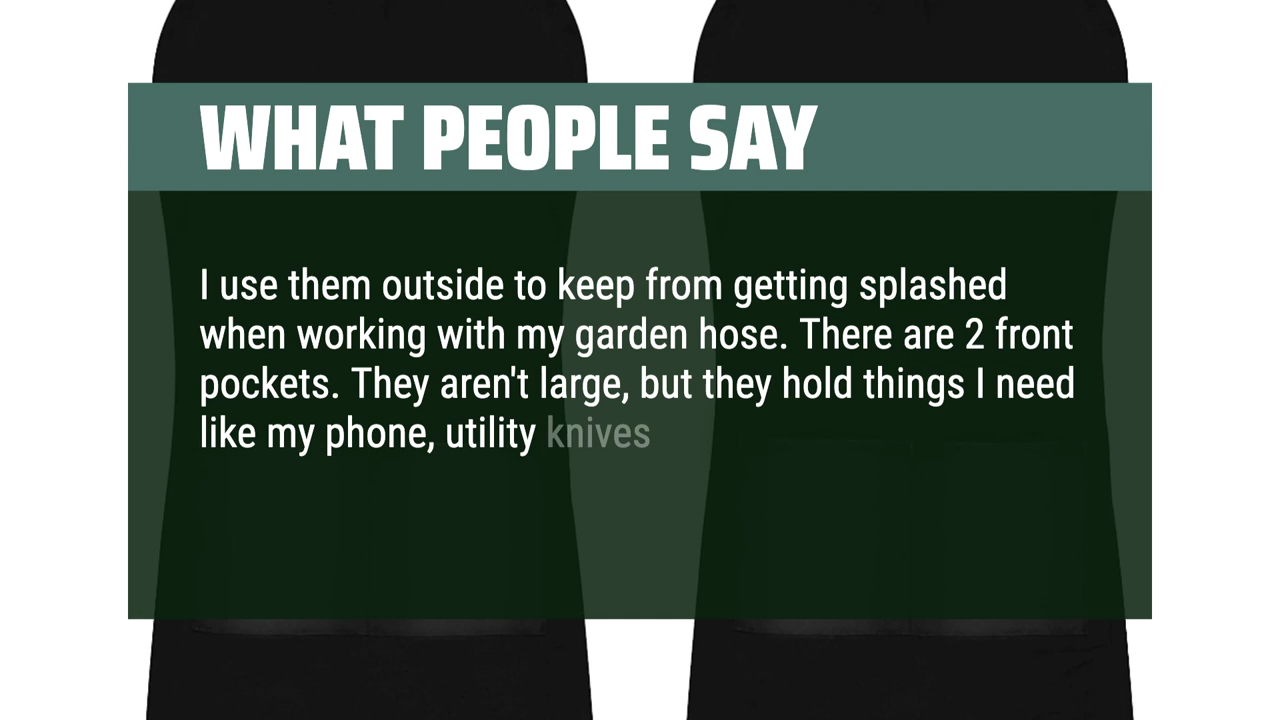 WHAT PEOPLE SAY
I use them outside to keep from getting splashed
when working with my garden hose. There are 2 front
pockets. They aren't large, but they hold things I need
like my phone, utility knives